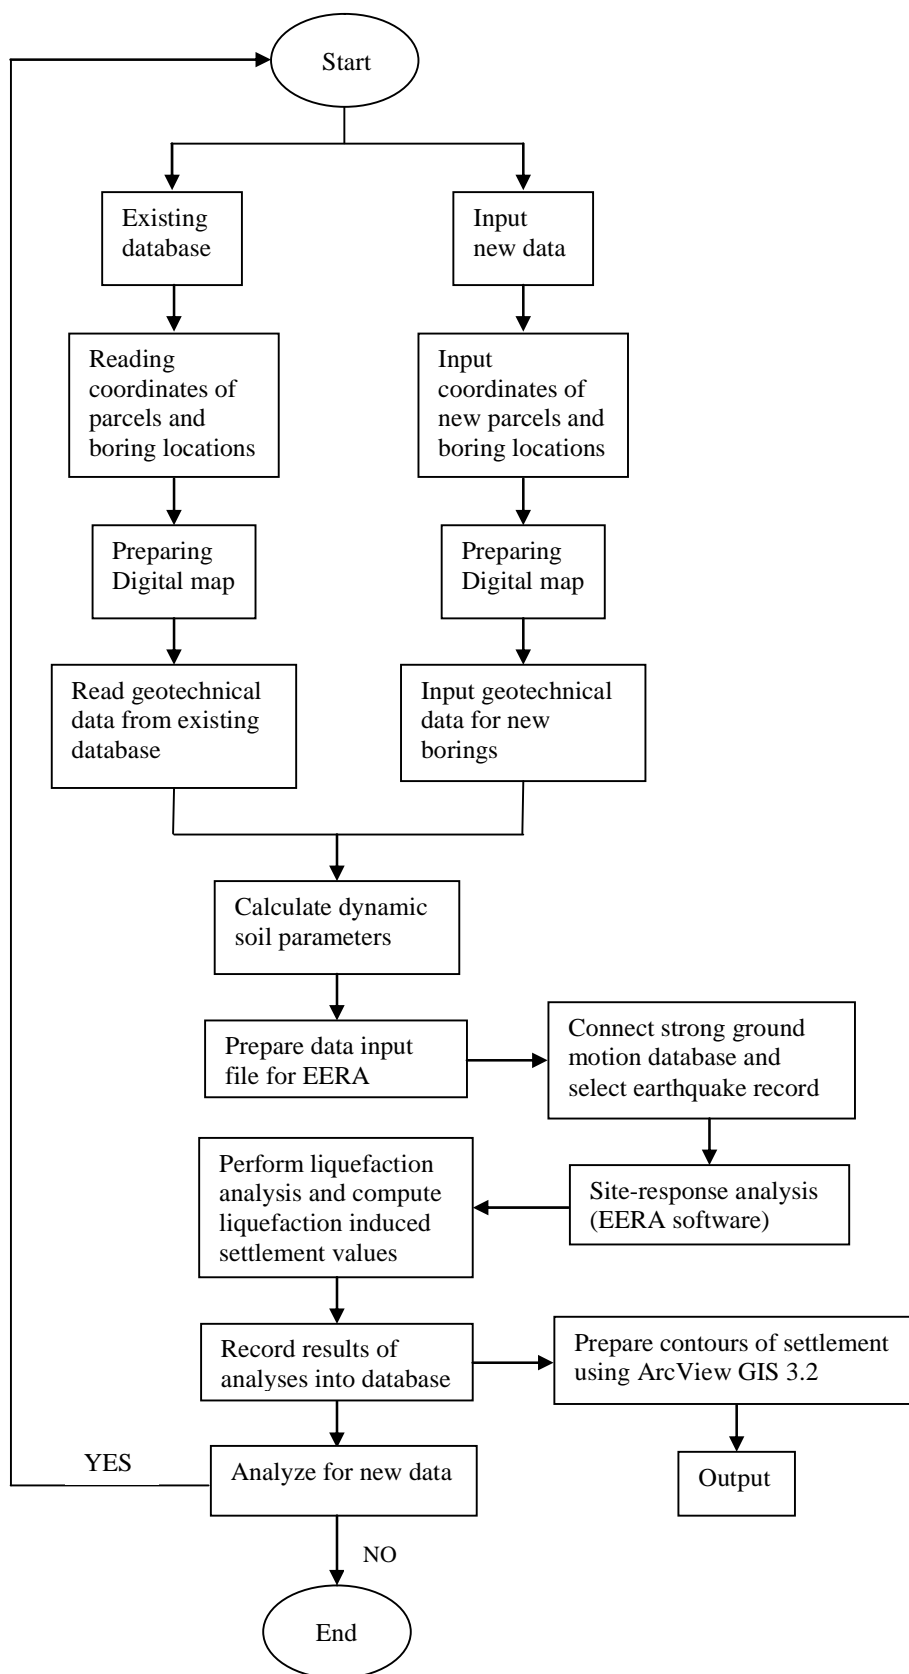 Start
Existing
database
Input
new data
Reading
coordinates of
parcels and
boring locations
Input
coordinates of
new parcels and
boring locations
Preparing
Digital map
Preparing
Digital map
Read geotechnical
data from existing
database
Input geotechnical
data for new
borings
Calculate dynamic
soil parameters
Prepare data input
file for EERA
Connect strong ground
motion database and
select earthquake record
Site-response analysis
(EERA software)
Perform liquefaction
analysis and compute
liquefaction induced
settlement values
Record results of
analyses into database
Prepare contours of settlement
using ArcView GIS 3.2
Output
Analyze for new data
YES
NO
End